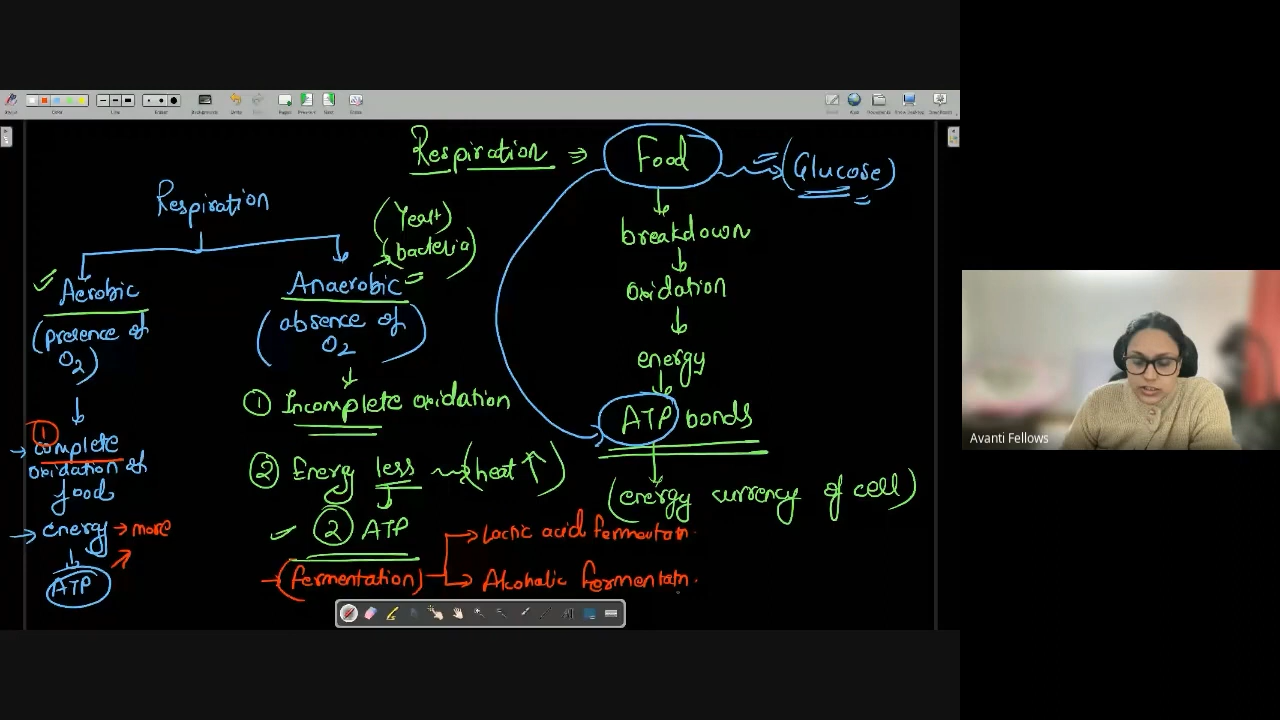 Respiration ⇒ Food (Glucose)
breakdown
oxidation
energy
ATP bonds
(energy currency of cell)
Respiration
Aerobic
(presence of
O2)
① complete
oxidation of
food
energy → more
ATP
(Yeast)
(bacteria)
Anaerobic
(absence of
O2)
① Incomplete oxidation
② Energy less (heat ↑)
② ATP
(fermentation)
Lactic acid fermentatn.
Alcoholic fermentatn.
Avanti Fellows